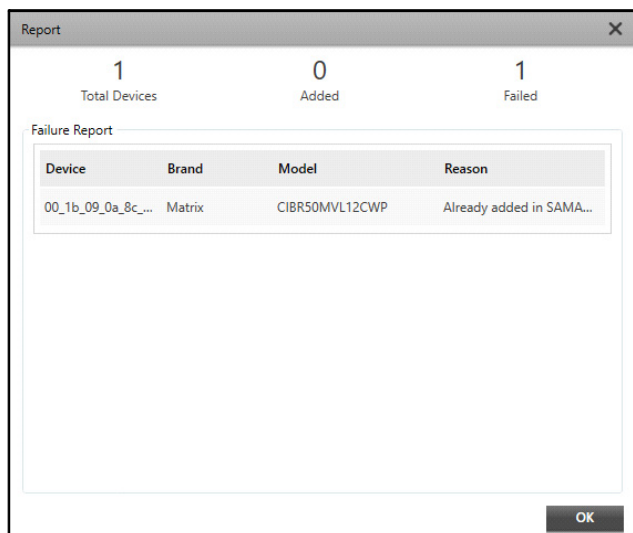 Report
1 0 1
Total Devices Added Failed
Failure Report
Device Brand Model Reason
00_1b_09_0a_8c_... Matrix CIBR50MVL12CWP Already added in SAMA...
OK